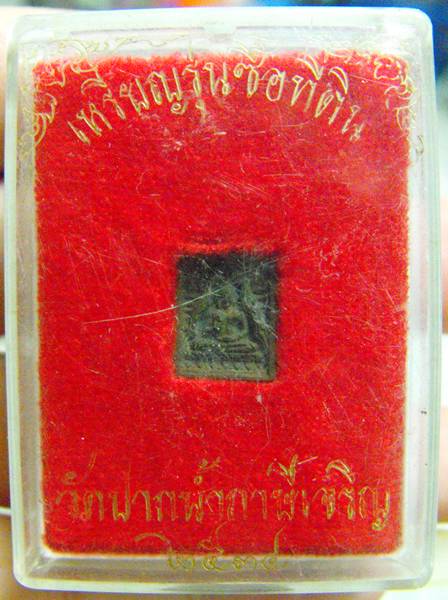 เหรียญรุ่นซื้อที่ดิน
วัดปากน้ำภาษีเจริญ
๒๕๓๔